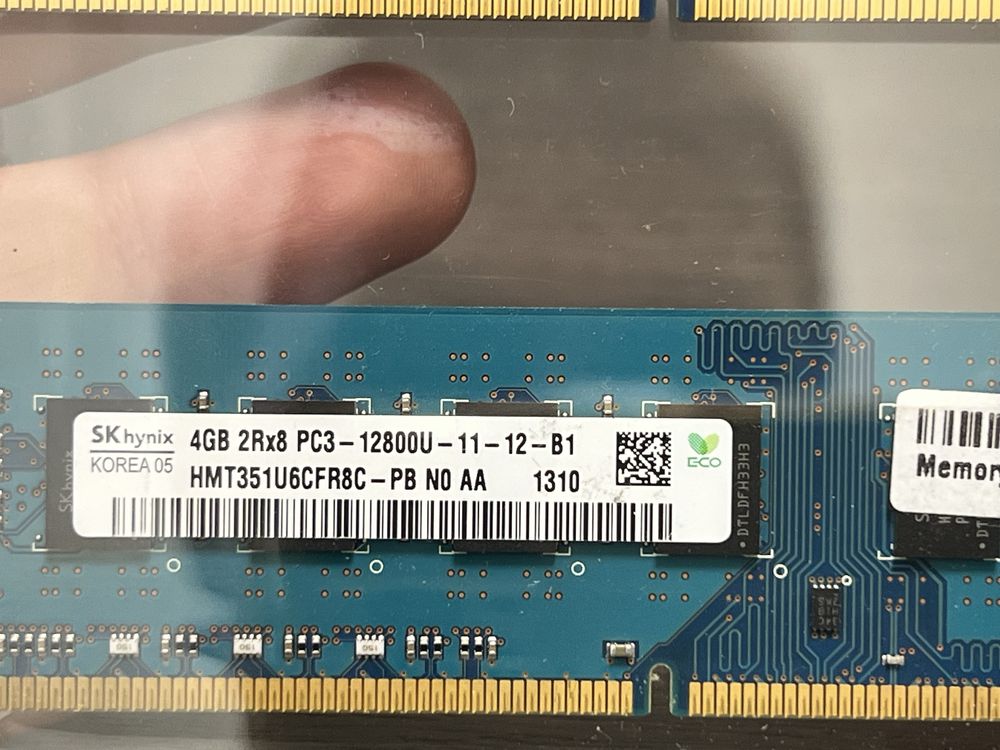 SK hynix
KOREA 05
4GB 2Rx8 PC3-12800U-11-12-B1
HMT351U6CFR8C-PB N0 AA 1310
ECO
SK hynix
DTLDFH33H3
Memory
150
150
150